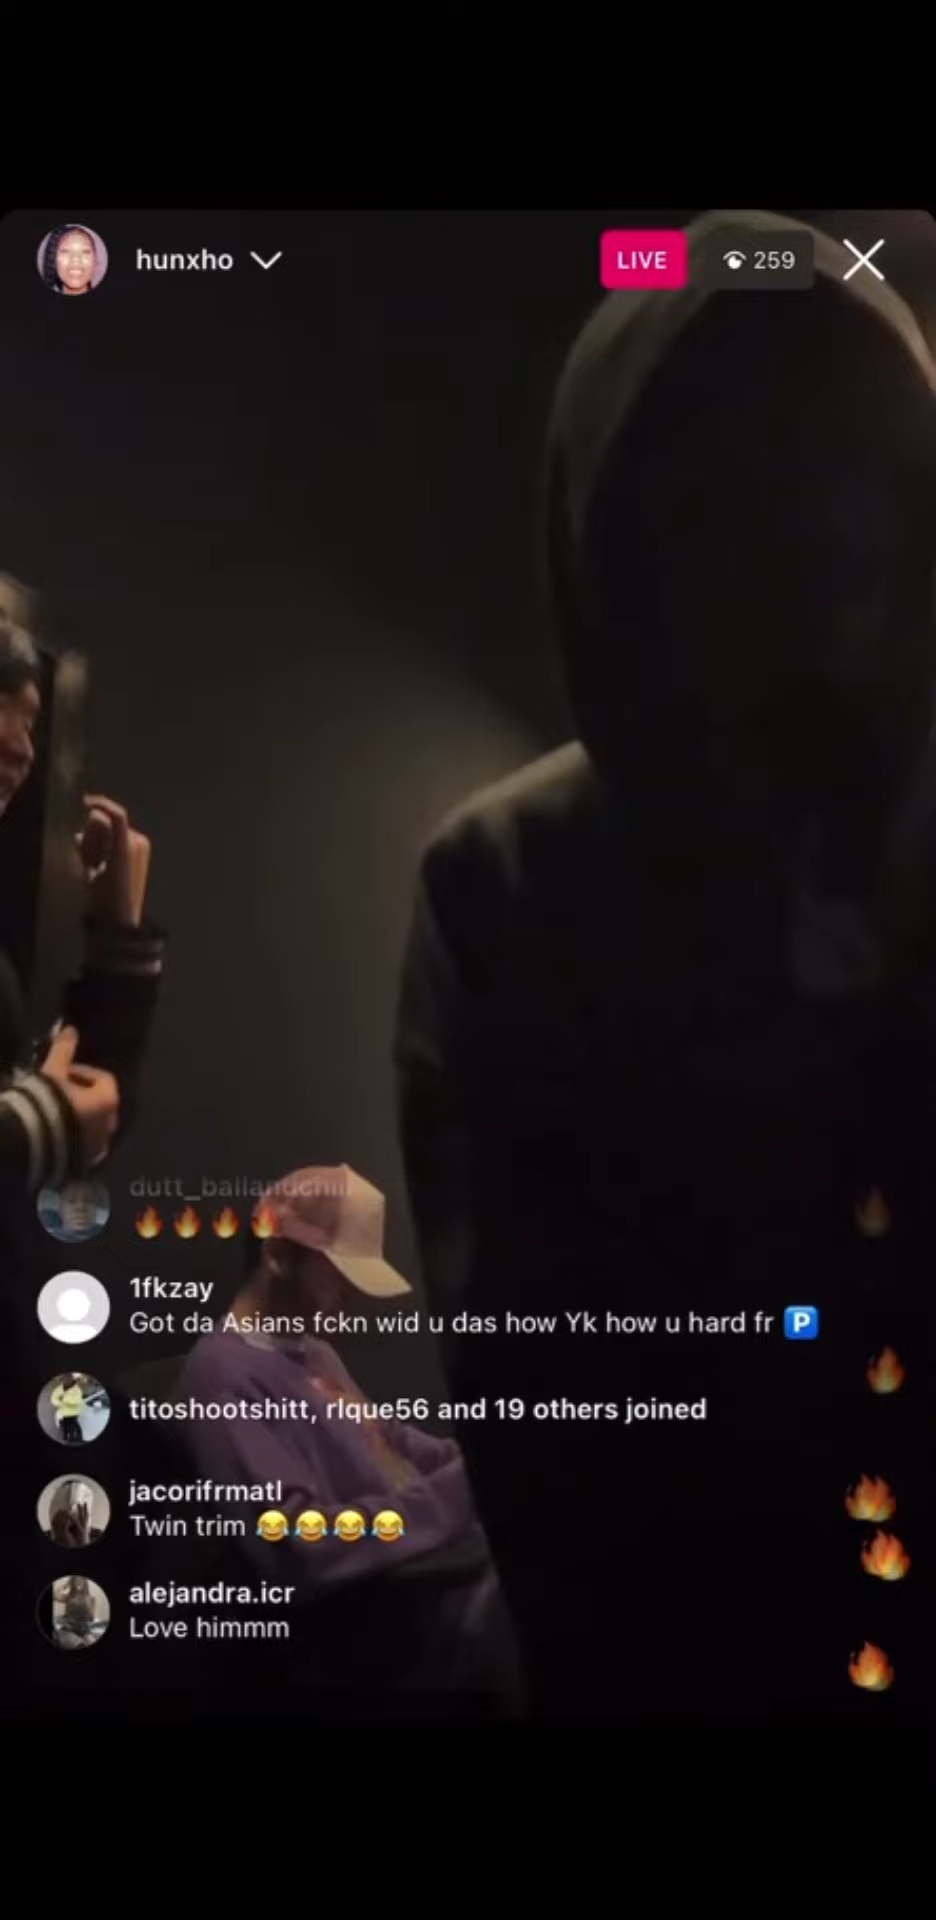 hunxho
LIVE
259
dutt_ballandchill
🔥🔥🔥🔥
1fkzay
Got da Asians fckn wid u das how Yk how u hard fr 🅿️
titoshootshitt, rlque56 and 19 others joined
jacorifrmatl
Twin trim 😂😂😂😂
alejandra.icr
Love himmm